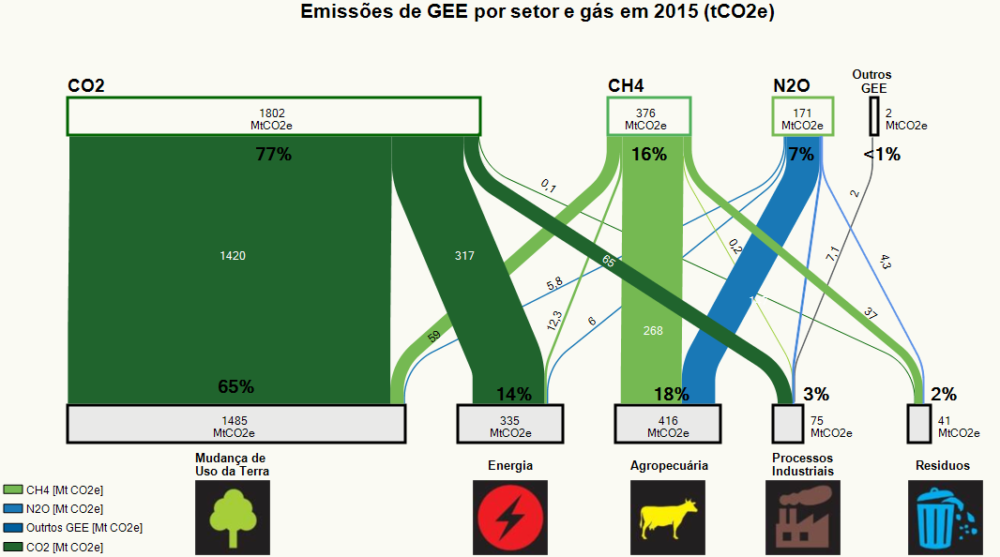 Emissões de GEE por setor e gás em 2015 (tCO2e)
CO2
CH4
N2O
Outros
GEE
1802
MtCO2e
376
MtCO2e
171
MtCO2e
2
MtCO2e
77%
16%
7%
<1%
0,1
2
1420
317
65
0,2
7,1
4,3
5,8
12,3
6
37
59
268
65%
14%
18%
3%
2%
1485
MtCO2e
335
MtCO2e
416
MtCO2e
75
MtCO2e
41
MtCO2e
Mudança de
Uso da Terra
Energia
Agropecuária
Processos
Industriais
Residuos
CH4 [Mt CO2e]
N2O [Mt CO2e]
Outrtos GEE [Mt CO2e]
CO2 [Mt CO2e]